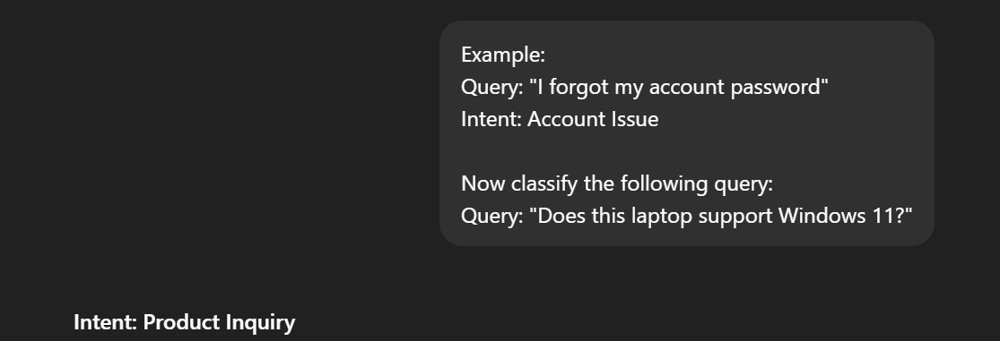 Example:
Query: "I forgot my account password"
Intent: Account Issue
Now classify the following query:
Query: "Does this laptop support Windows 11?"
Intent: Product Inquiry